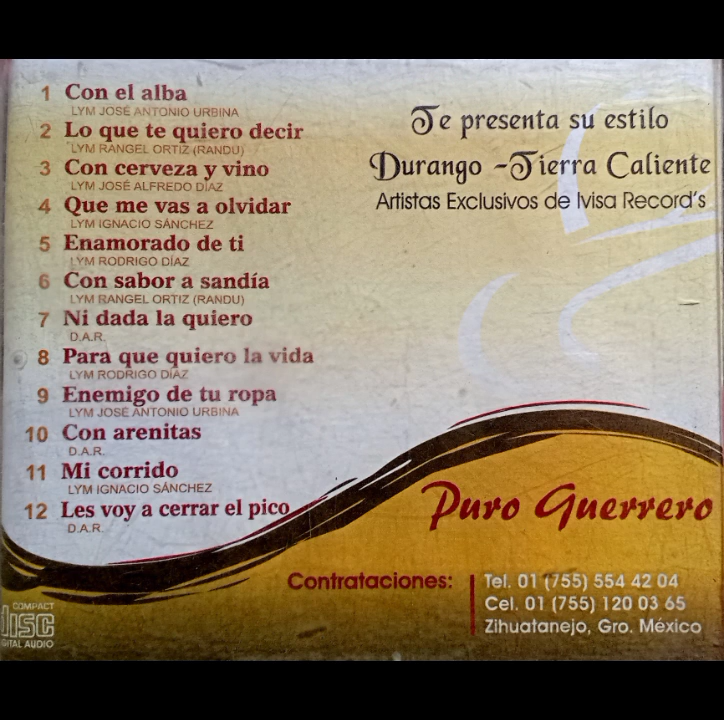 1 Con el alba
LYM JOSÉ ANTONIO URBINA
2 Lo que te quiero decir
LYM RANGEL ORTIZ (RANDU)
3 Con cerveza y vino
LYM JOSÉ ALFREDO DÍAZ
4 Que me vas a olvidar
LYM IGNACIO SÁNCHEZ
5 Enamorado de ti
LYM RODRIGO DÍAZ
6 Con sabor a sandía
LYM RANGEL ORTIZ (RANDU)
7 Ni dada la quiero
D.A.R.
8 Para que quiero la vida
LYM RODRIGO DÍAZ
9 Enemigo de tu ropa
LYM JOSÉ ANTONIO URBINA
10 Con arenitas
D.A.R.
11 Mi corrido
LYM IGNACIO SÁNCHEZ
12 Les voy a cerrar el pico
D.A.R.
Te presenta su estilo
Durango -Tierra Caliente
Artistas Exclusivos de Ivisa Record's
Puro Guerrero
Contrataciones:
Tel. 01 (755) 554 42 04
Cel. 01 (755) 120 03 65
Zihuatanejo, Gro. México
COMPACT
disc
DIGITAL AUDIO